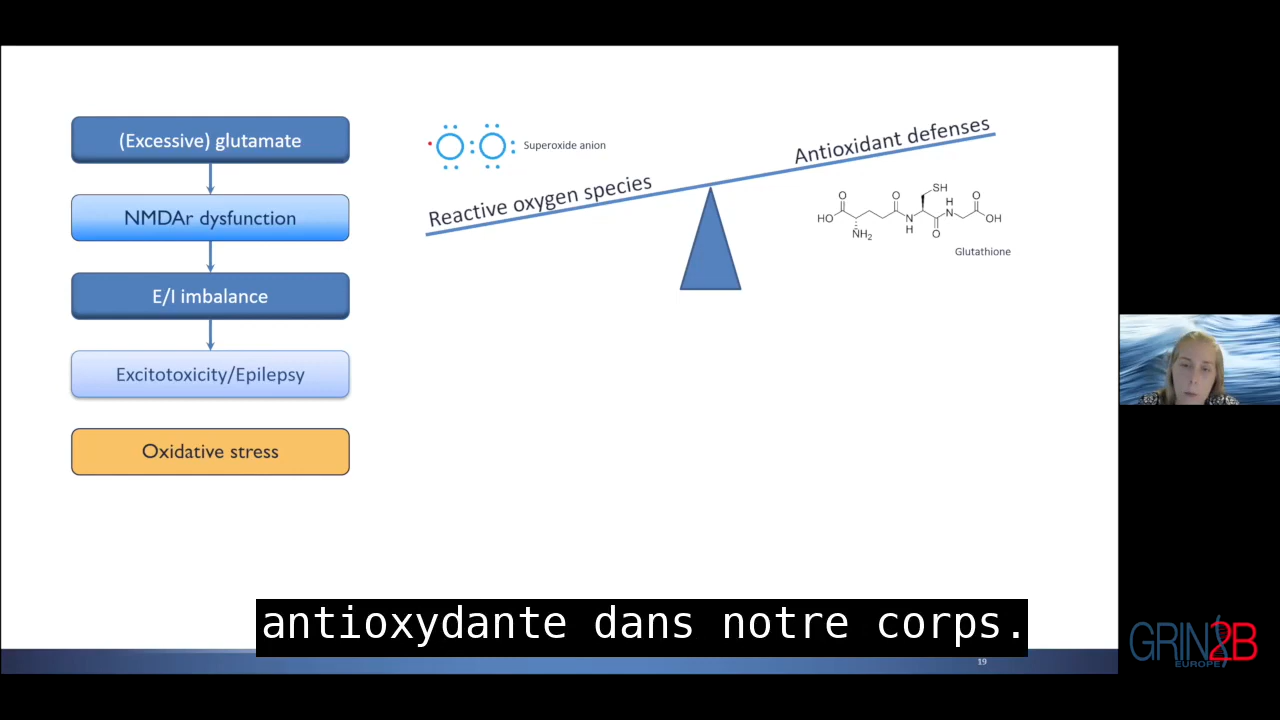 (Excessive) glutamate
NMDAr dysfunction
E/I imbalance
Excitotoxicity/Epilepsy
Oxidative stress
Superoxide anion
Reactive oxygen species
Antioxidant defenses
O
HO
NH2
O
N
H
SH
O
H
N
O
OH
Glutathione
antioxydante dans notre corps.
19
GRIN2B
EUROPE